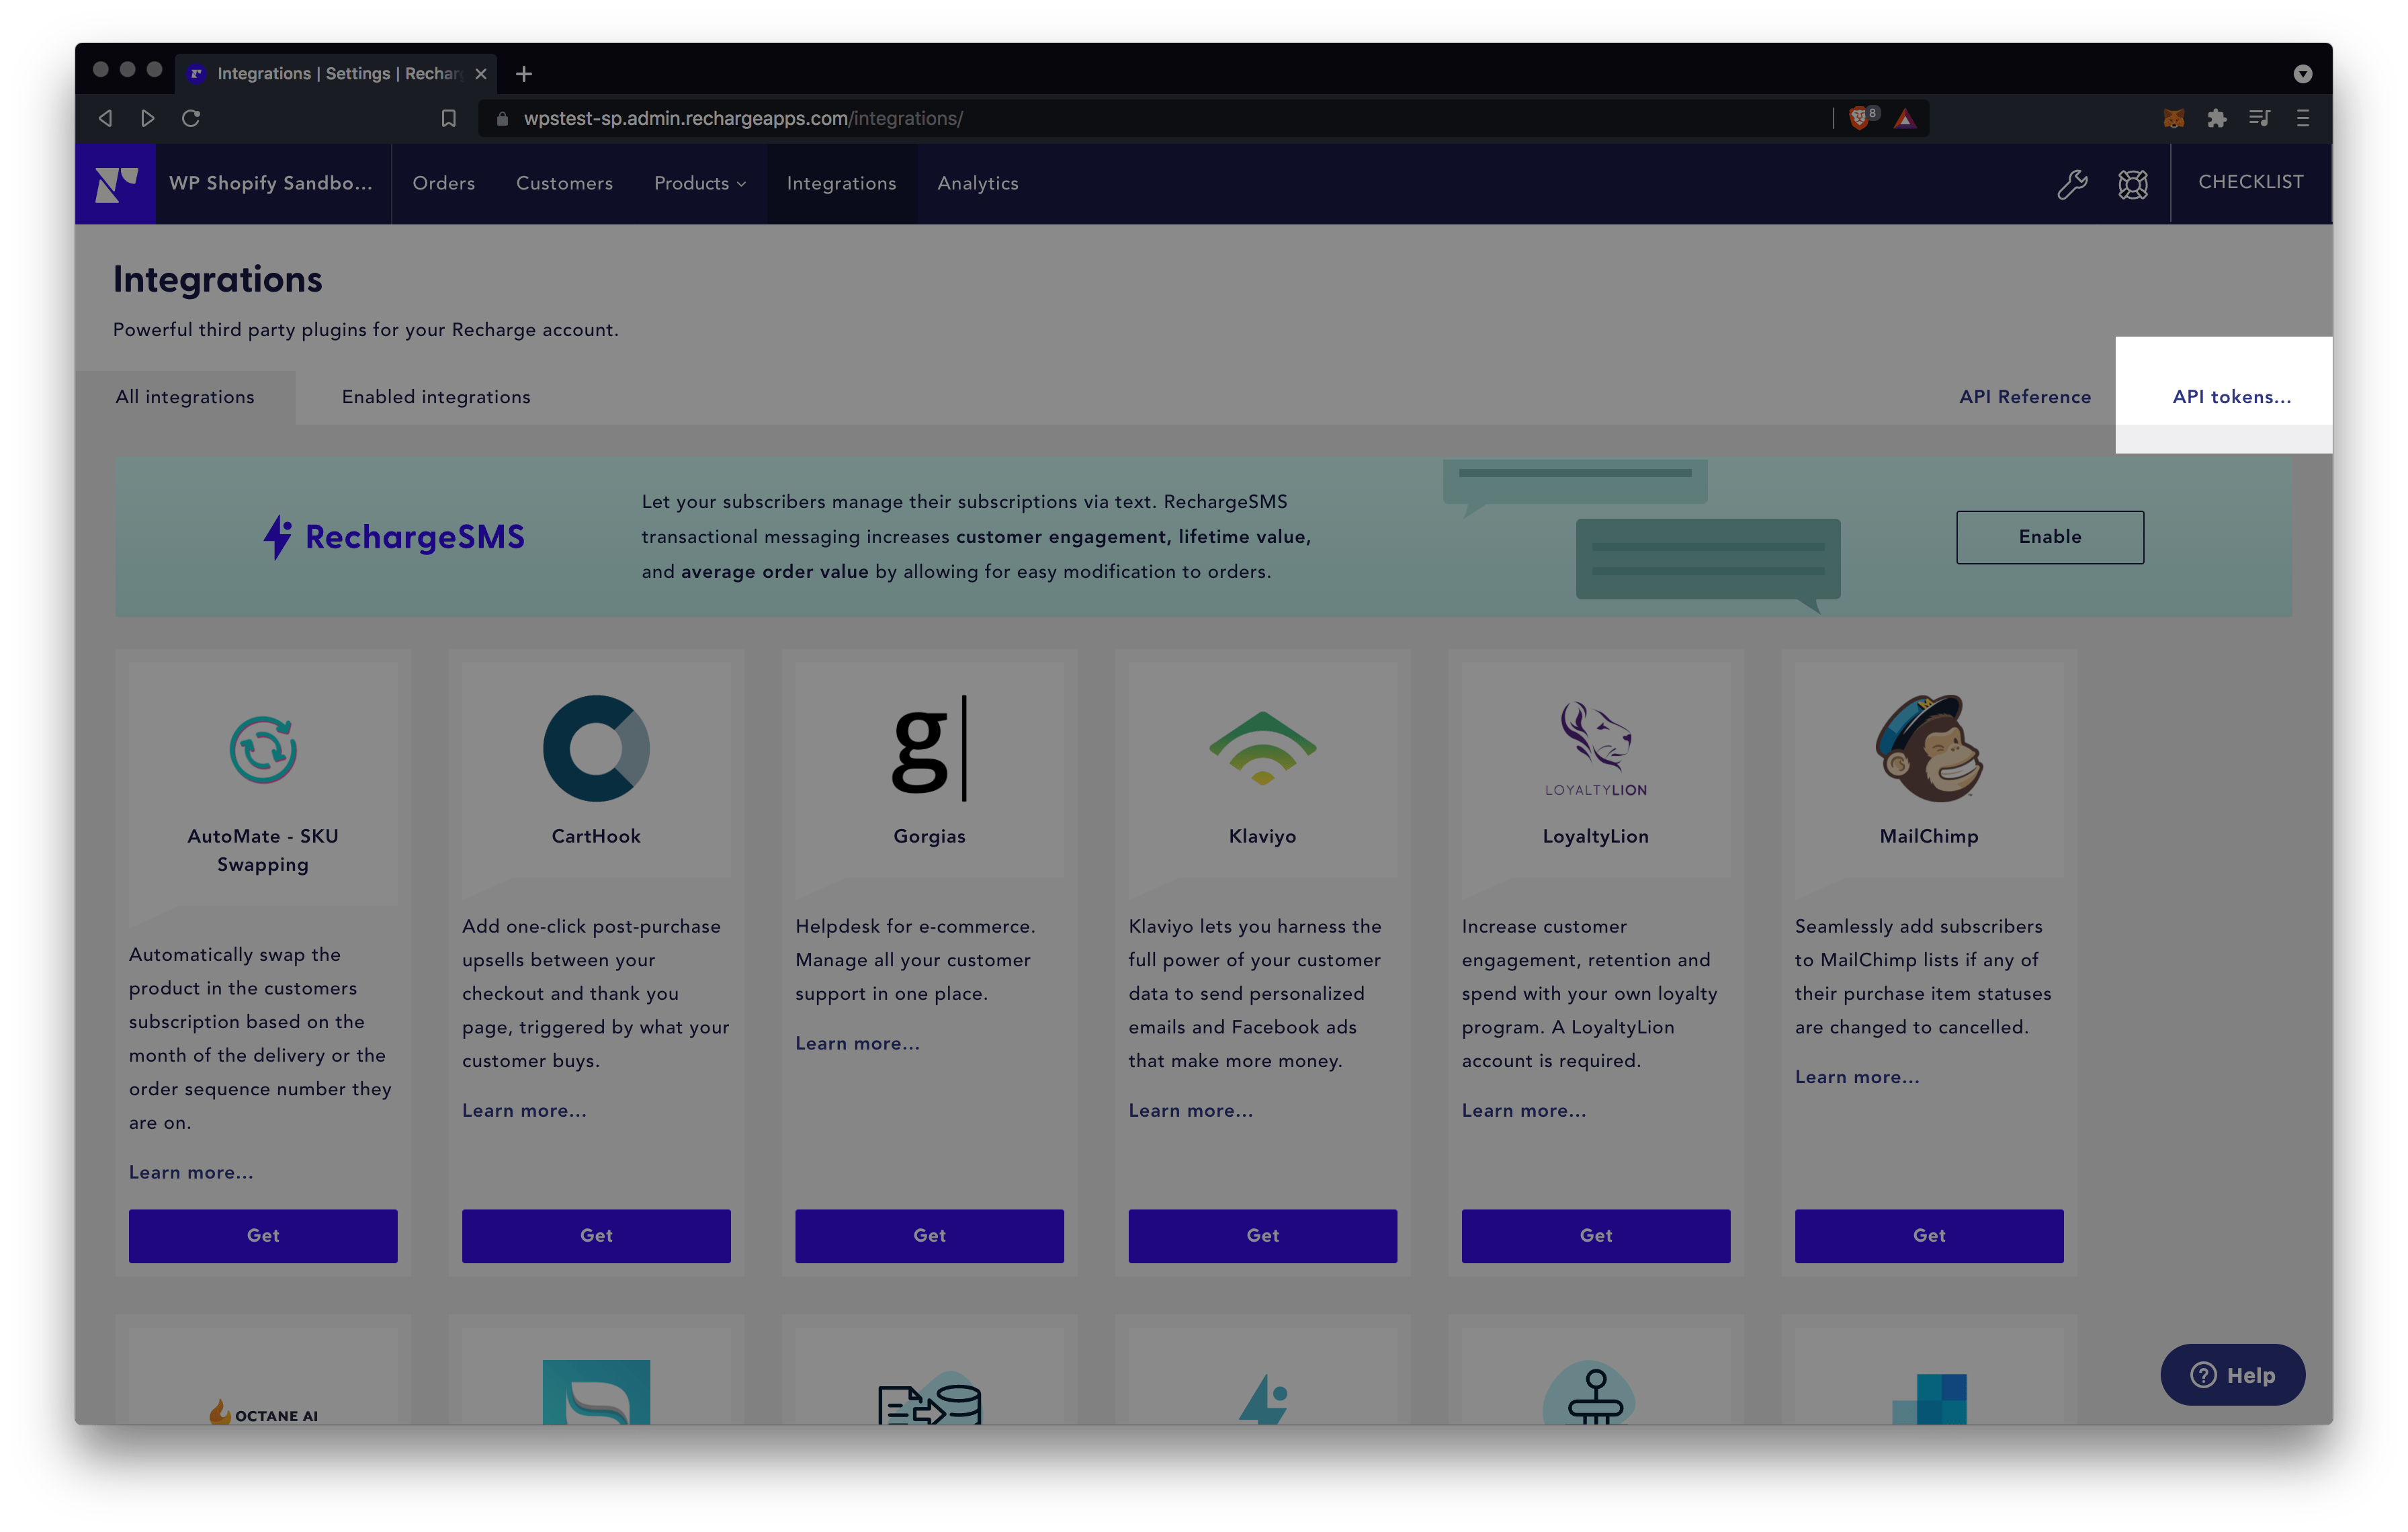 Integrations | Settings | Rechar
wpstest-sp.admin.rechargeapps.com/integrations/
8
WP Shopify Sandbo...
Orders
Customers
Products
Integrations
Analytics
CHECKLIST
Integrations
Powerful third party plugins for your Recharge account.
All integrations
Enabled integrations
API Reference
API tokens...
RechargeSMS
Let your subscribers manage their subscriptions via text. RechargeSMS
transactional messaging increases customer engagement, lifetime value,
and average order value by allowing for easy modification to orders.
Enable
AutoMate - SKU
Swapping
Automatically swap the
product in the customers
subscription based on the
month of the delivery or the
order sequence number they
are on.
Learn more...
Get
CartHook
Add one-click post-purchase
upsells between your
checkout and thank you
page, triggered by what your
customer buys.
Learn more...
Get
g
Gorgias
Helpdesk for e-commerce.
Manage all your customer
support in one place.
Learn more...
Get
Klaviyo
Klaviyo lets you harness the
full power of your customer
data to send personalized
emails and Facebook ads
that make more money.
Learn more...
Get
LOYALTYLION
LoyaltyLion
Increase customer
engagement, retention and
spend with your own loyalty
program. A LoyaltyLion
account is required.
Learn more...
Get
MailChimp
Seamlessly add subscribers
to MailChimp lists if any of
their purchase item statuses
are changed to cancelled.
Learn more...
Get
OCTANE AI
? Help